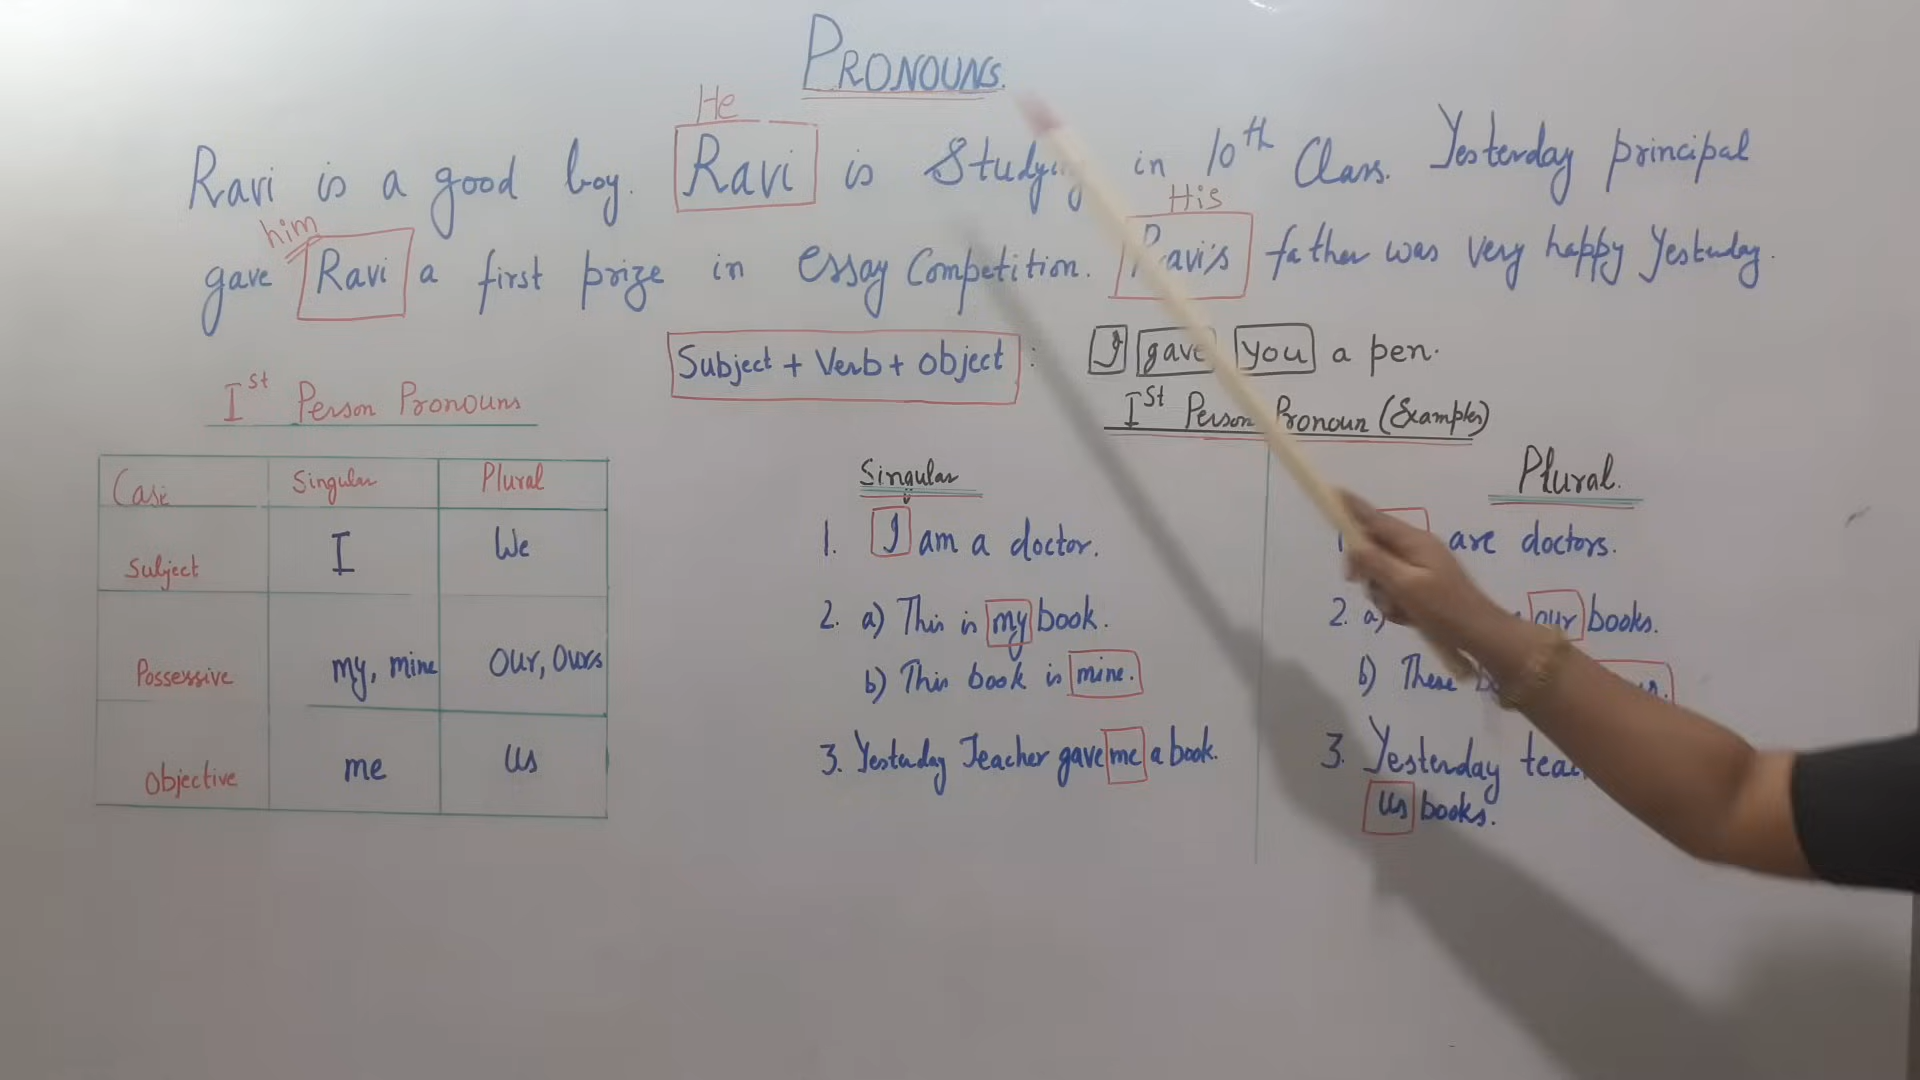 PRONOUNS.
He
Ravi is a good boy. Ravi is Studying in 10th Class. Yesterday principal
him His
gave Ravi a first prize in essay Competition. Ravi's father was very happy Yesterday.
Subject + Verb + object : I gave you a pen.
Ist Person Pronouns
Ist Person Pronoun (Examples)
Case Singular Plural
Subject I We
Possessive my, mine Our, Ours
Objective me us
Singular
1. I am a doctor.
2. a) This is my book.
b) This book is mine.
3. Yesterday Teacher gave me a book.
Plural.
are doctors.
2. a) our books.
b) These
3. Yesterday
us books.